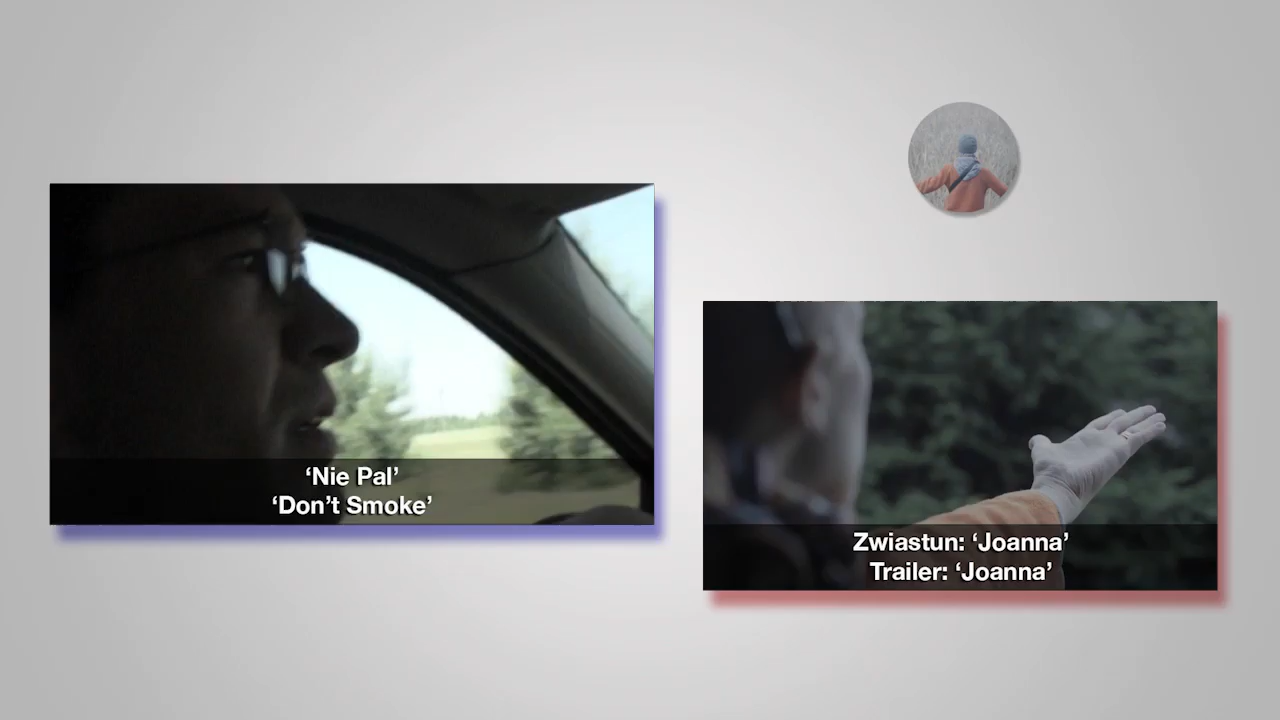 ‘Nie Pal’
‘Don’t Smoke’
Zwiastun: ‘Joanna’
Trailer: ‘Joanna’